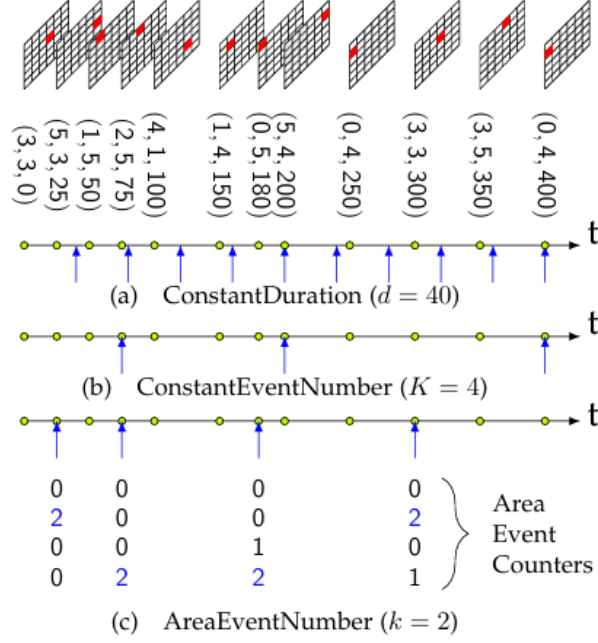 (3, 3, 0)
(5, 3, 25)
(1, 5, 50)
(2, 5, 75)
(4, 1, 100)
(1, 4, 150)
(0, 5, 180)
(5, 4, 200)
(0, 4, 250)
(3, 3, 300)
(3, 5, 350)
(0, 4, 400)
t
(a) ConstantDuration (d = 40)
t
(b) ConstantEventNumber (K = 4)
t
0 0 0 0
2 0 0 2
0 0 1 0
0 2 2 1
Area
Event
Counters
(c) AreaEventNumber (k = 2)